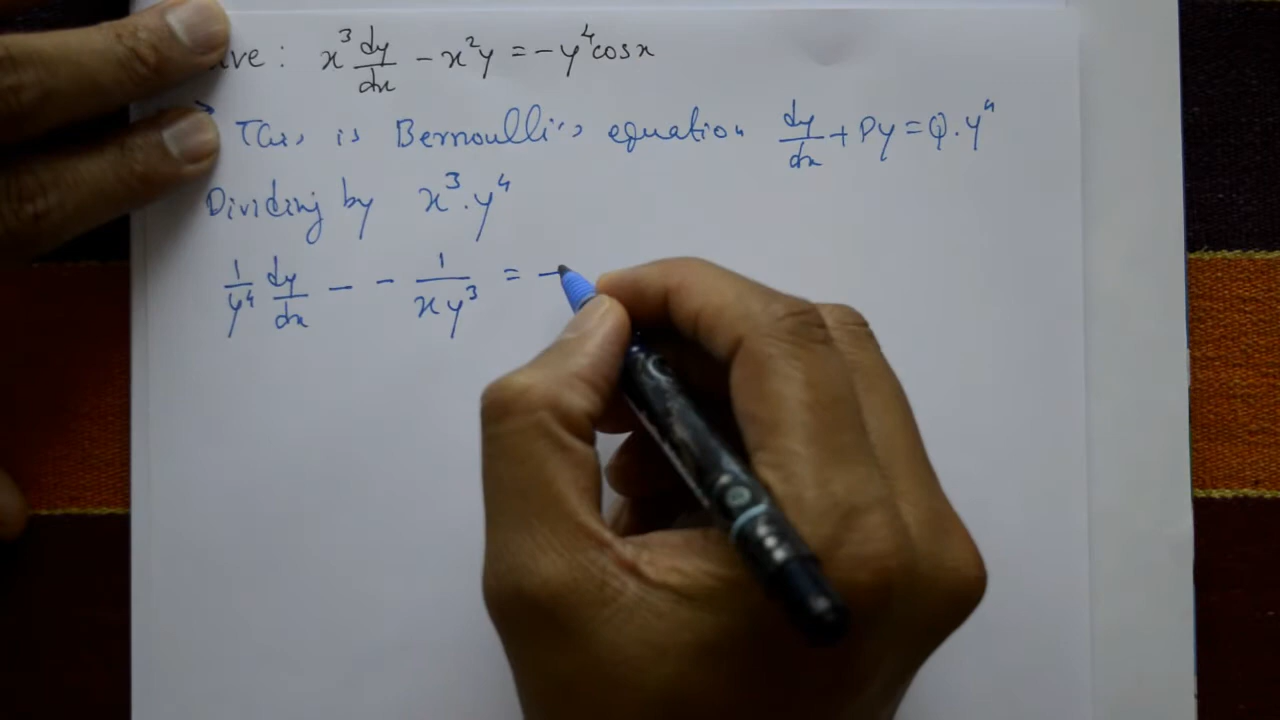 ve : x³ dy/dx - x²y = -y⁴cosx
This is Bernoulli's equation dy/dx + Py = Q.yⁿ
Dividing by x³.y⁴
1/y⁴ dy/dx - - 1/xy³ = -